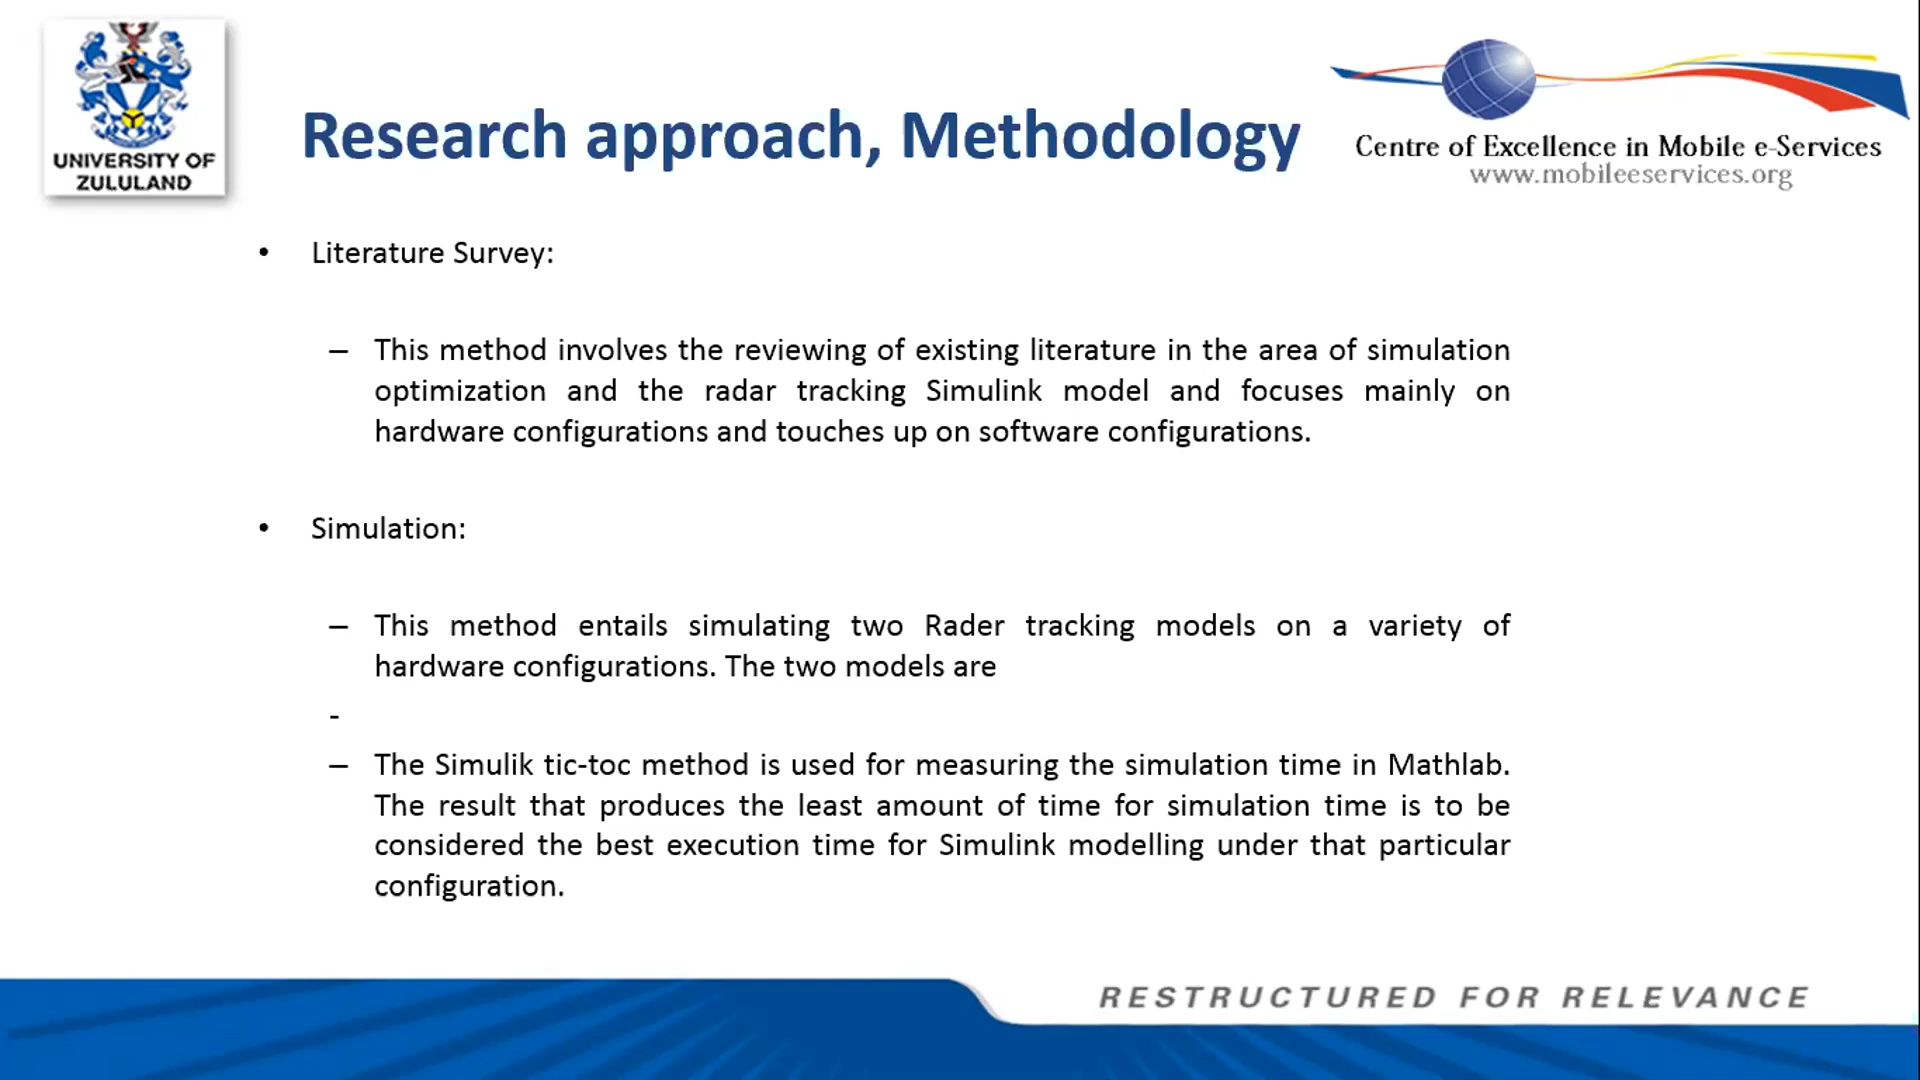 UNIVERSITY OF
ZULULAND
Research approach, Methodology
Centre of Excellence in Mobile e-Services
www.mobileeservices.org
• Literature Survey:
– This method involves the reviewing of existing literature in the area of simulation
optimization and the radar tracking Simulink model and focuses mainly on
hardware configurations and touches up on software configurations.
• Simulation:
– This method entails simulating two Rader tracking models on a variety of
hardware configurations. The two models are
-
– The Simulik tic-toc method is used for measuring the simulation time in Mathlab.
The result that produces the least amount of time for simulation time is to be
considered the best execution time for Simulink modelling under that particular
configuration.
RESTRUCTURED FOR RELEVANCE